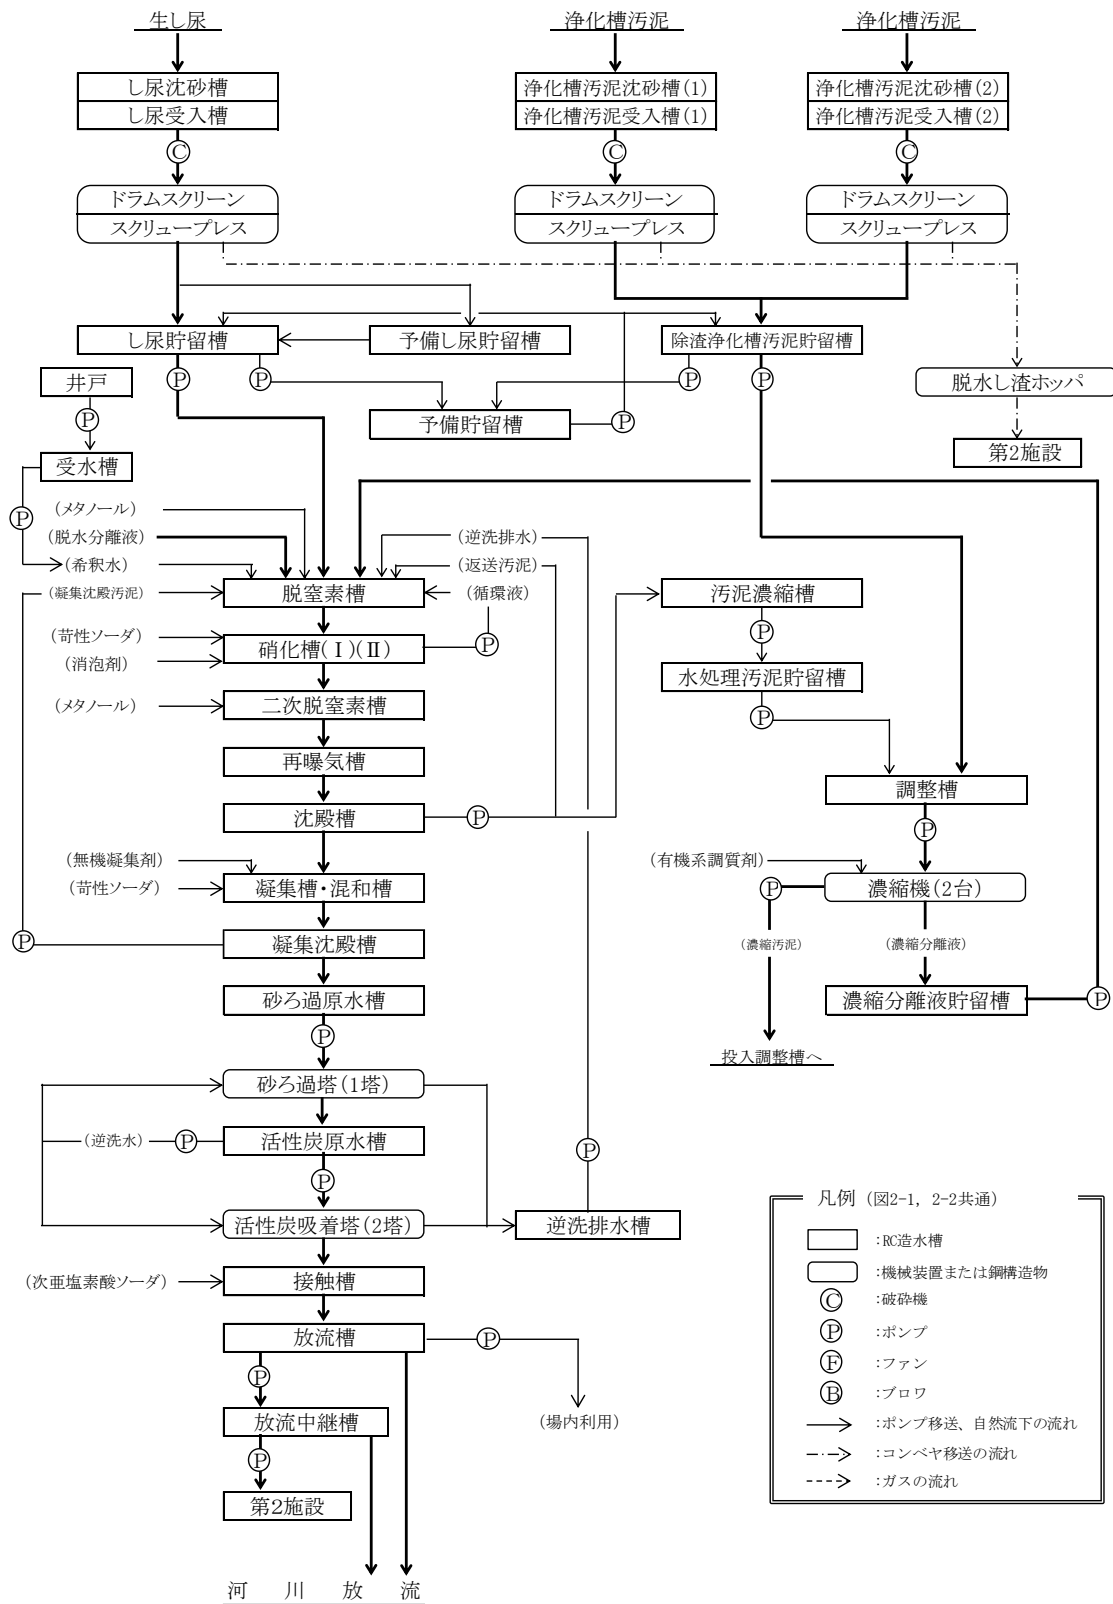 生し尿
浄化槽汚泥
浄化槽汚泥
し尿沈砂槽
し尿受入槽
浄化槽汚泥沈砂槽(1)
浄化槽汚泥受入槽(1)
浄化槽汚泥沈砂槽(2)
浄化槽汚泥受入槽(2)
C
C
C
ドラムスクリーン
スクリュープレス
ドラムスクリーン
スクリュープレス
ドラムスクリーン
スクリュープレス
し尿貯留槽
予備し尿貯留槽
除渣浄化槽汚泥貯留槽
P
P
P
P
井戸
脱水し渣ホッパ
P
予備貯留槽
P
第2施設
受水槽
P
(メタノール)
(脱水分離液)
(希釈水)
(凝集沈殿汚泥)
(逆洗排水)
(返送汚泥)
(循環液)
脱窒素槽
汚泥濃縮槽
(苛性ソーダ)
(消泡剤)
硝化槽(Ⅰ)(Ⅱ)
P
P
水処理汚泥貯留槽
(メタノール)
二次脱窒素槽
P
再曝気槽
調整槽
沈殿槽
P
P
(無機凝集剤)
(苛性ソーダ)
凝集槽・混和槽
(有機系調質剤)
P
濃縮機(2台)
P
凝集沈殿槽
(濃縮汚泥)
(濃縮分離液)
砂ろ過原水槽
濃縮分離液貯留槽
P
P
投入調整槽へ
砂ろ過塔(1塔)
(逆洗水)
P
活性炭原水槽
P
P
活性炭吸着塔(2塔)
逆洗排水槽
(次亜塩素酸ソーダ)
接触槽
放流槽
P
P
(場内利用)
放流中継槽
P
第2施設
河川放流
凡例 (図2-1, 2-2共通)
:RC造水槽
:機械装置または鋼構造物
C :破砕機
P :ポンプ
F :ファン
B :ブロワ
:ポンプ移送、自然流下の流れ
:コンベヤ移送の流れ
:ガスの流れ